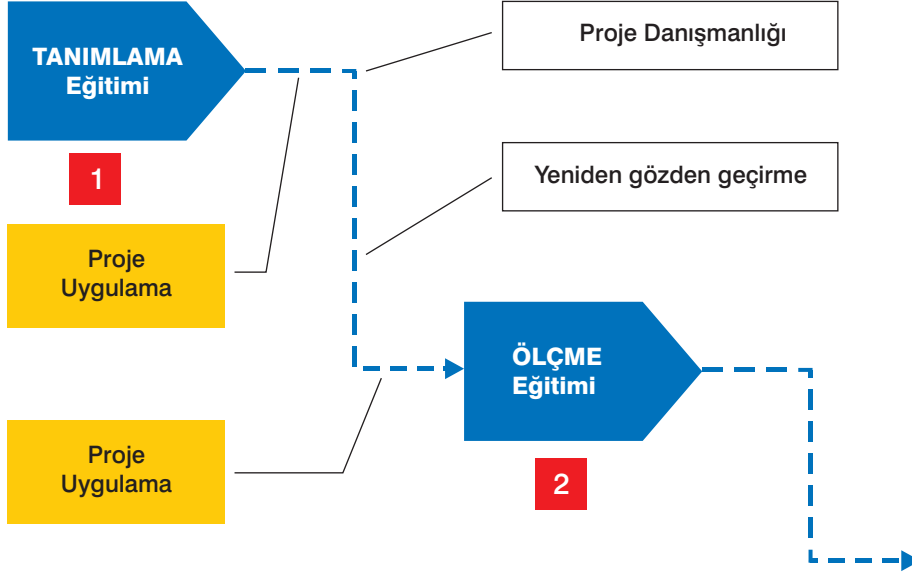 TANIMLAMA
Eğitimi
Proje Danışmanlığı
1
Yeniden gözden geçirme
Proje
Uygulama
ÖLÇME
Eğitimi
Proje
Uygulama
2